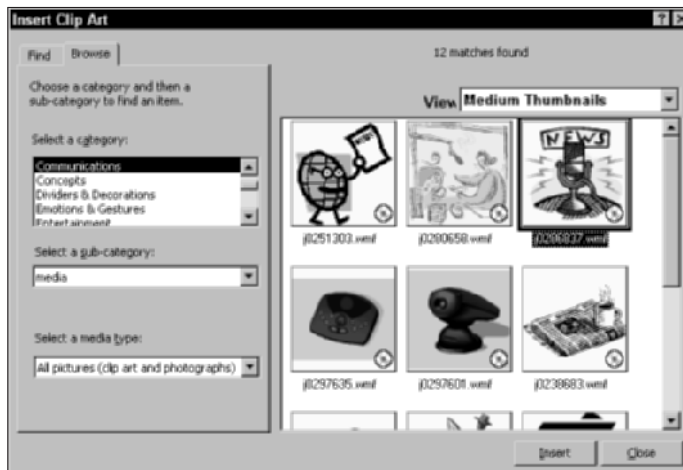 Insert Clip Art
Find
Browse
12 matches found
Choose a category and then a
sub-category to find an item.
View
Medium Thumbnails
Select a category:
Communications
Concepts
Dividers & Decorations
Emotions & Gestures
Entertainment
Select a sub-category:
media
Select a media type:
All pictures (clip art and photographs)
NEWS
j0251303.wmf
j0280658.wmf
j0286837.wmf
j0297635.wmf
j0297601.wmf
j0238683.wmf
Insert
Close